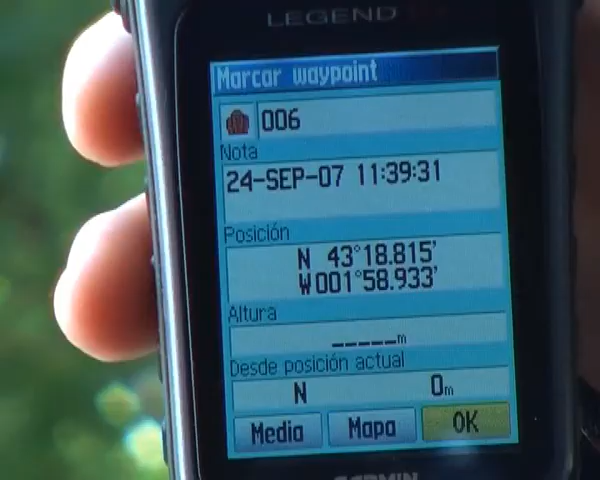 LEGEND
Marcar waypoint
006
Nota
24-SEP-07 11:39:31
Posición
N 43°18.815'
W001°58.933'
Altura
_____m
Desde posición actual
N 0m
Media Mapa OK
GARMIN